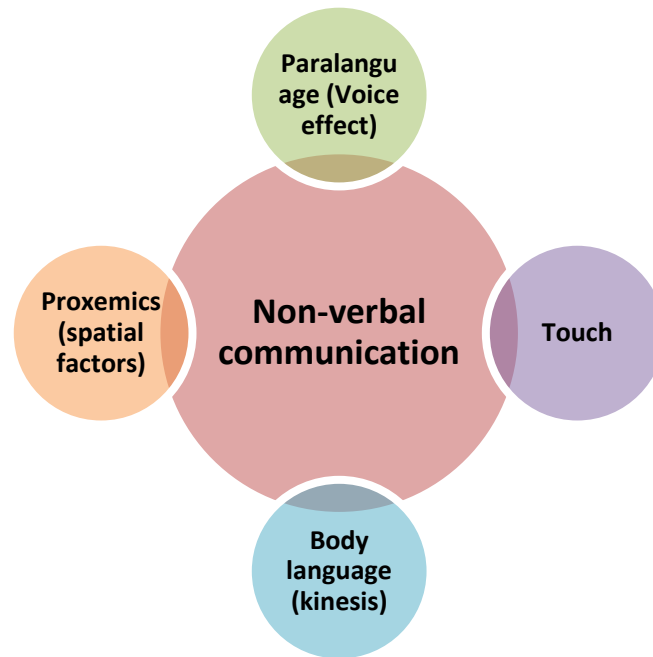 Paralangu
age (Voice
effect)
Proxemics
(spatial
factors)
Non-verbal
communication
Touch
Body
language
(kinesis)